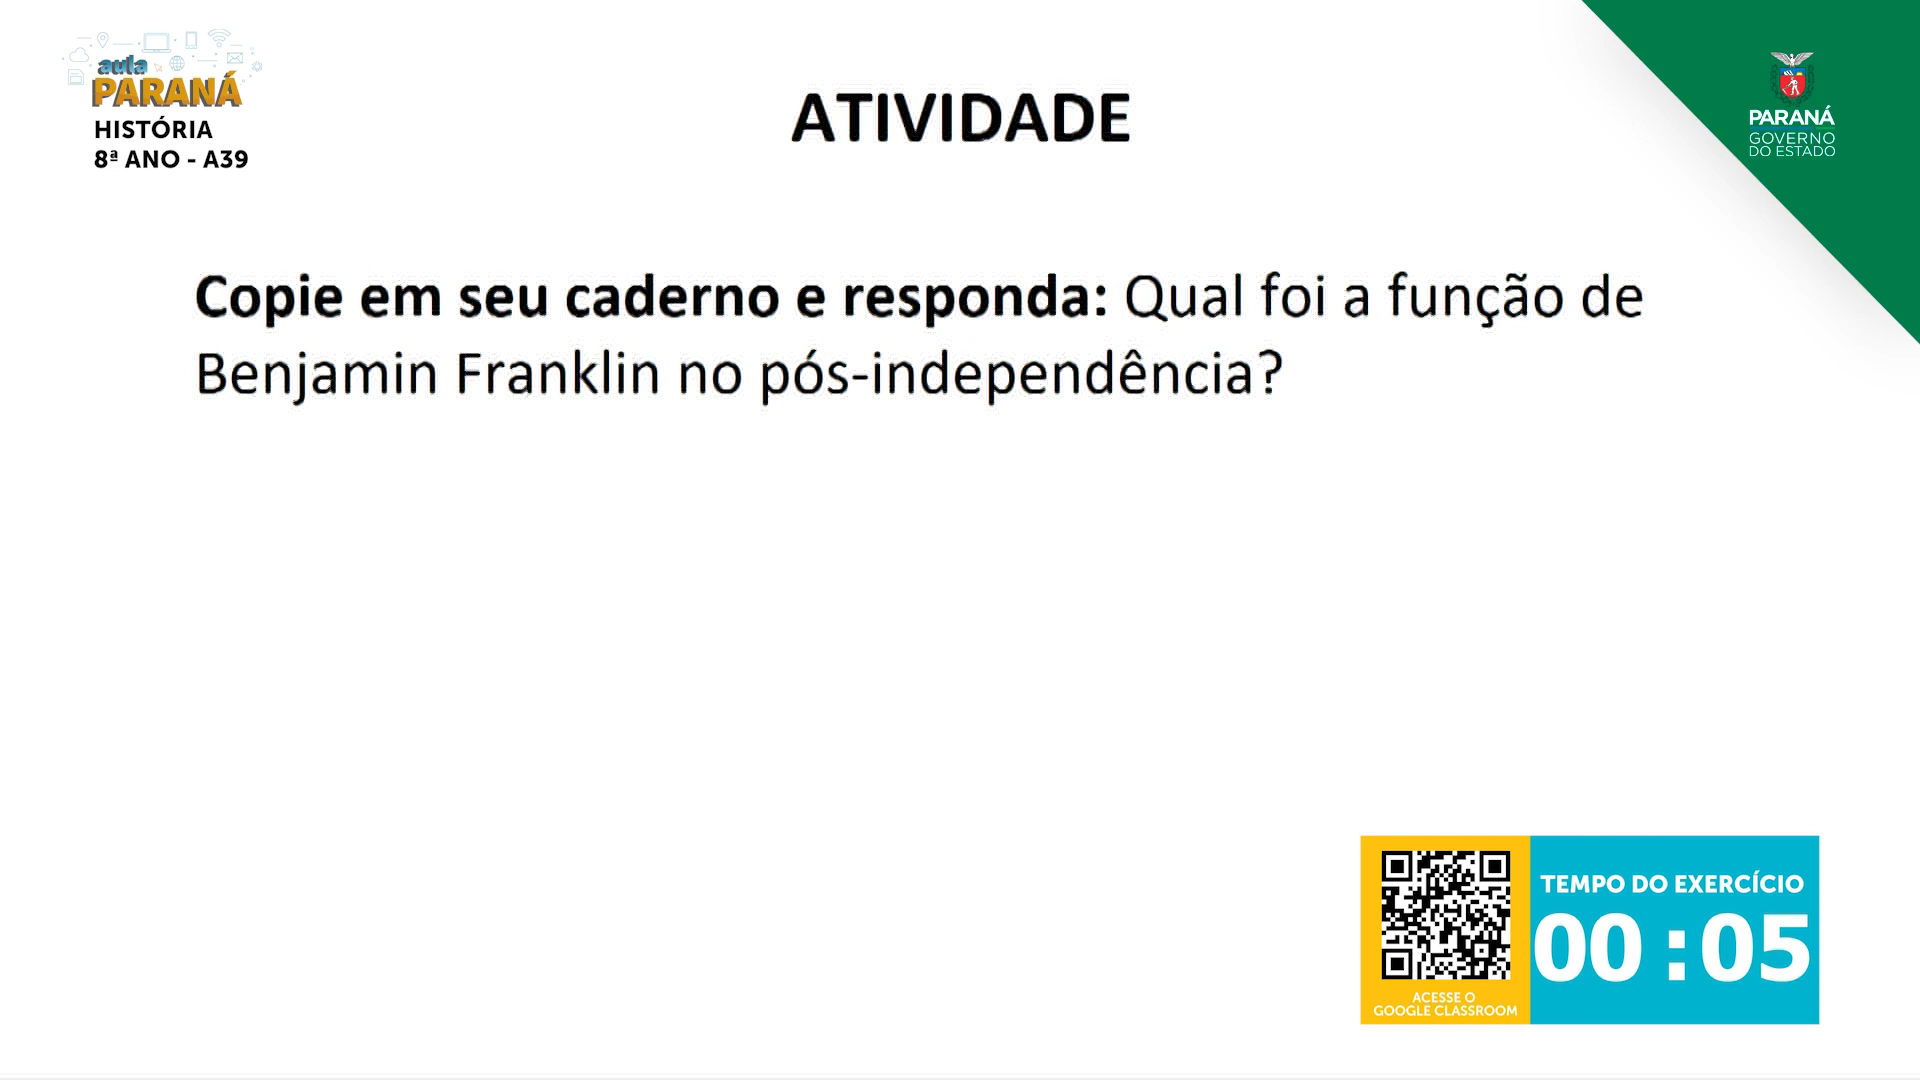 aula
PARANÁ
HISTÓRIA
8ª ANO - A39
ATIVIDADE
PARANÁ
GOVERNO
DO ESTADO
Copie em seu caderno e responda: Qual foi a função de
Benjamin Franklin no pós-independência?
TEMPO DO EXERCÍCIO
00:05
ACESSE O
GOOGLE CLASSROOM